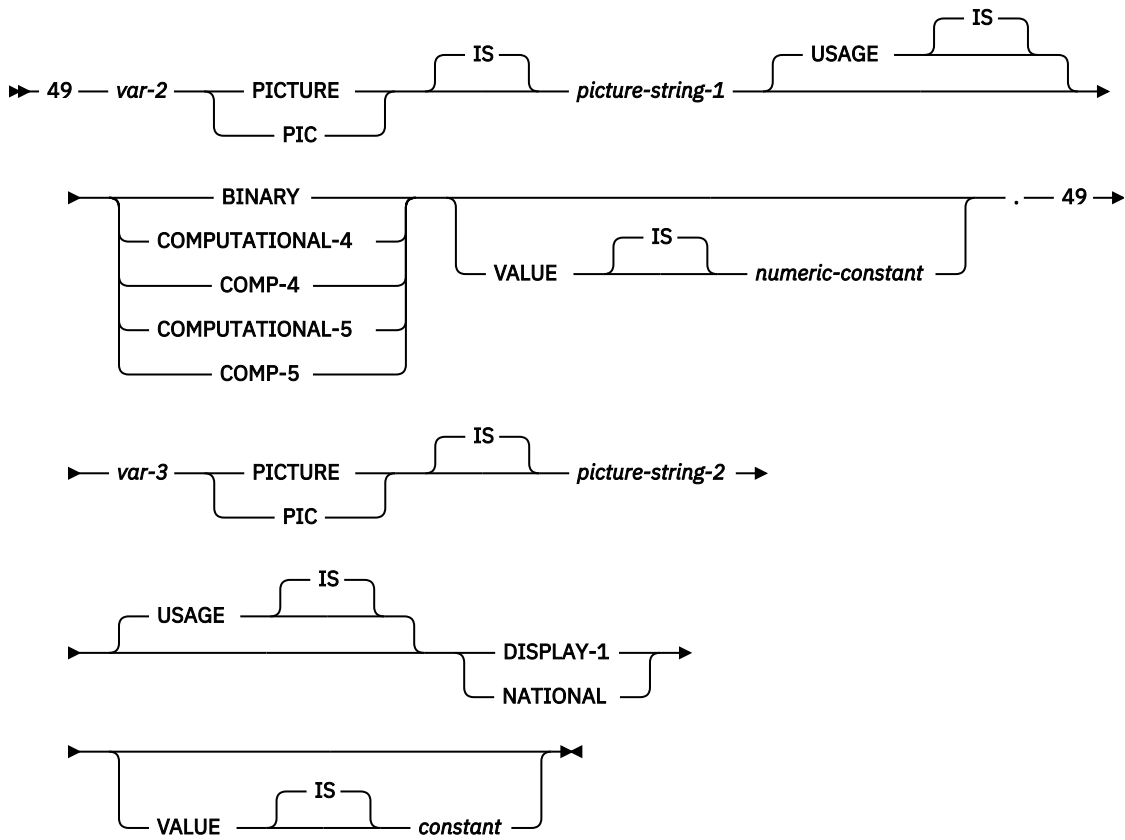 IS
IS USAGE
49 var-2 PICTURE IS picture-string-1
PIC
BINARY . 49
COMPUTATIONAL-4 IS
COMP-4 VALUE numeric-constant
COMPUTATIONAL-5
COMP-5
IS
var-3 PICTURE picture-string-2
PIC
IS
USAGE
DISPLAY-1
NATIONAL
IS
VALUE constant